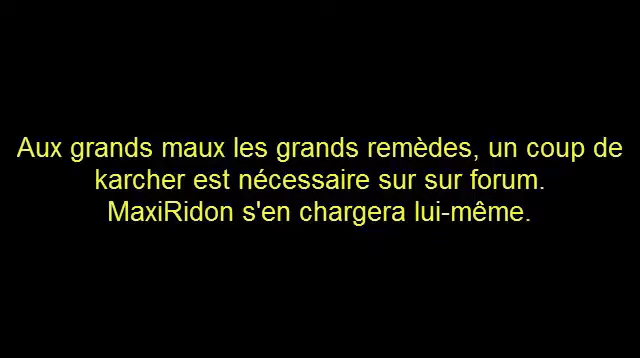 Aux grands maux les grands remèdes, un coup de
karcher est nécessaire sur sur forum.
MaxiRidon s'en chargera lui-même.